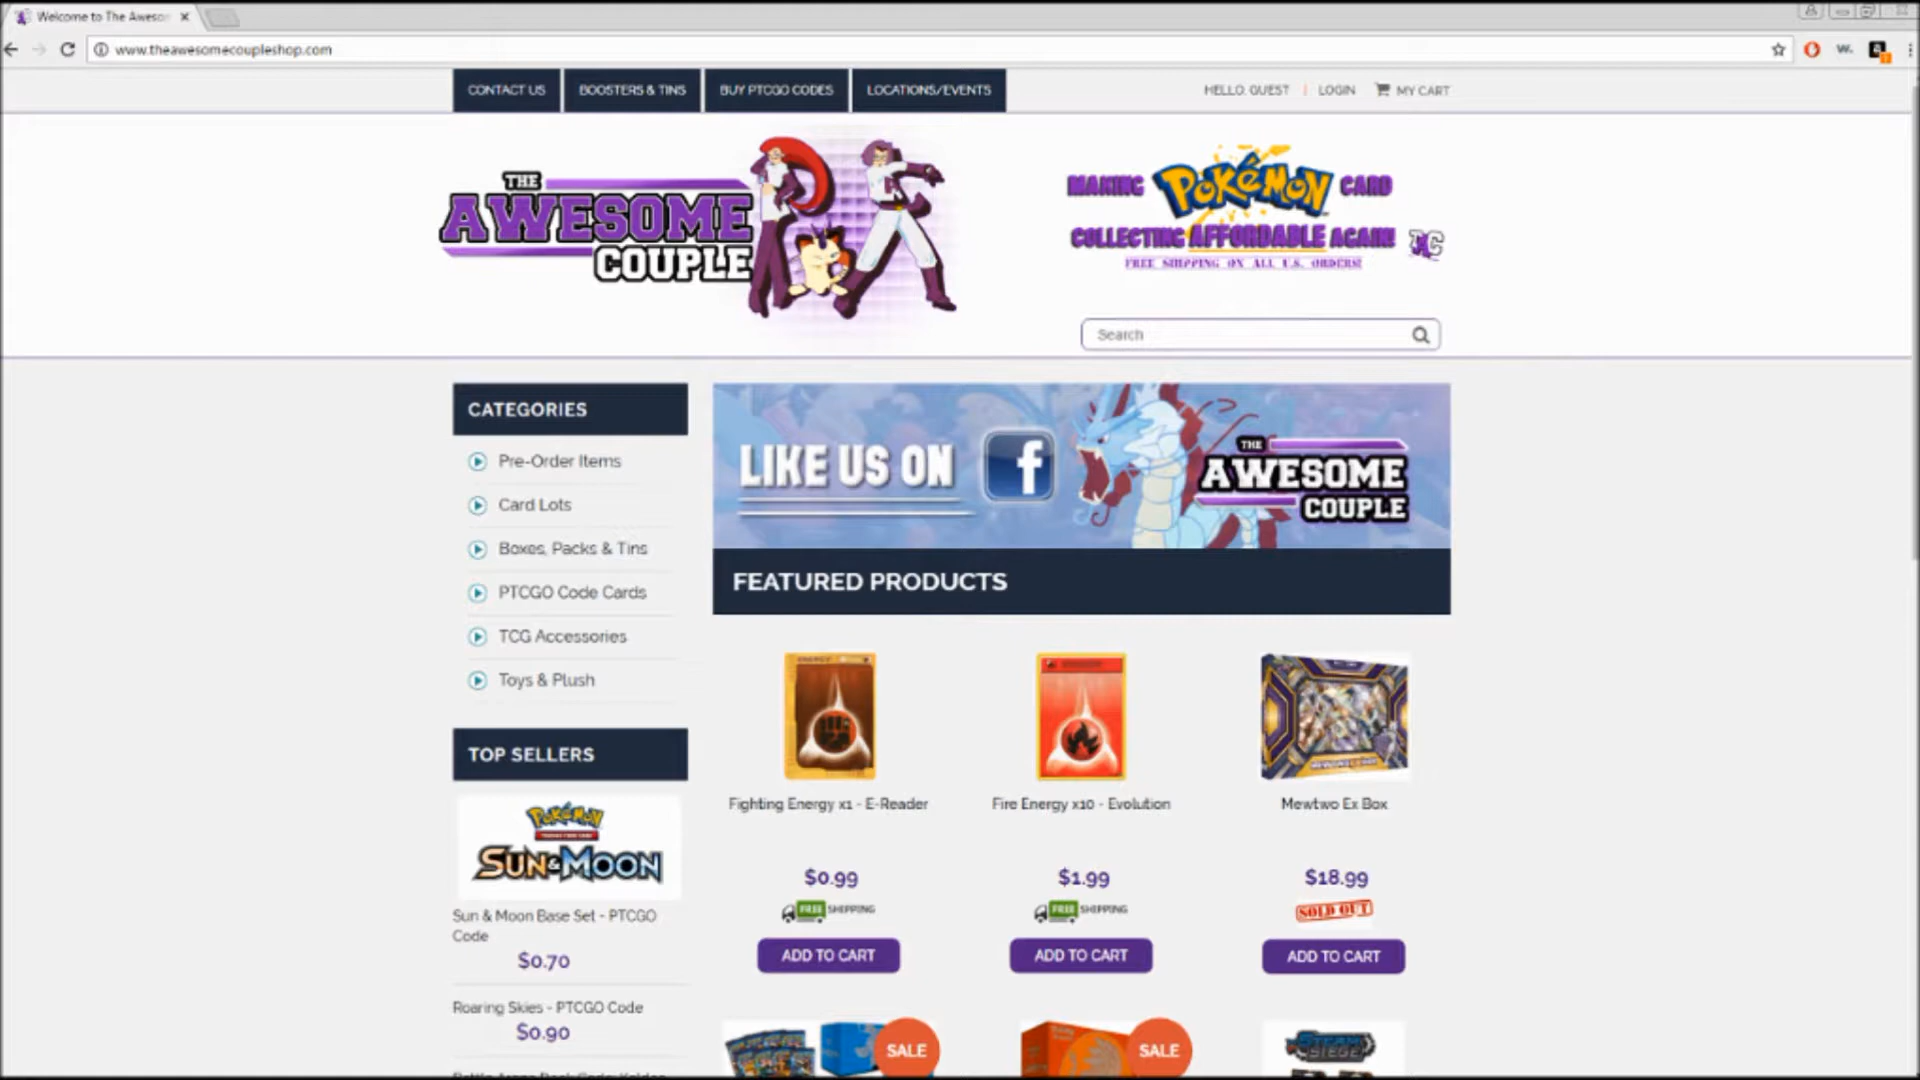 Welcome to The Aweso
www.theawesomecoupleshop.com
CONTACT US
BOOSTERS & TINS
BUY PTCGO CODES
LOCATIONS/EVENTS
HELLO, GUEST
LOGIN
MY CART
THE
AWESOME
COUPLE
MAKING POKéMON CARD
COLLECTING AFFORDABLE AGAIN!
FREE SHIPPING ON ALL U.S. ORDERS!
Search
CATEGORIES
Pre-Order Items
Card Lots
Boxes, Packs & Tins
PTCGO Code Cards
TCG Accessories
Toys & Plush
LIKE US ON f
THE
AWESOME
COUPLE
FEATURED PRODUCTS
Fighting Energy x1 - E-Reader
$0.99
FREE SHIPPING
ADD TO CART
Fire Energy x10 - Evolution
$1.99
FREE SHIPPING
ADD TO CART
Mewtwo Ex Box
$18.99
SOLD OUT
ADD TO CART
TOP SELLERS
POKéMON
SUN & MOON
Sun & Moon Base Set - PTCGO
Code
$0.70
Roaring Skies - PTCGO Code
$0.90
SALE
SALE
STEAM
SIEGE